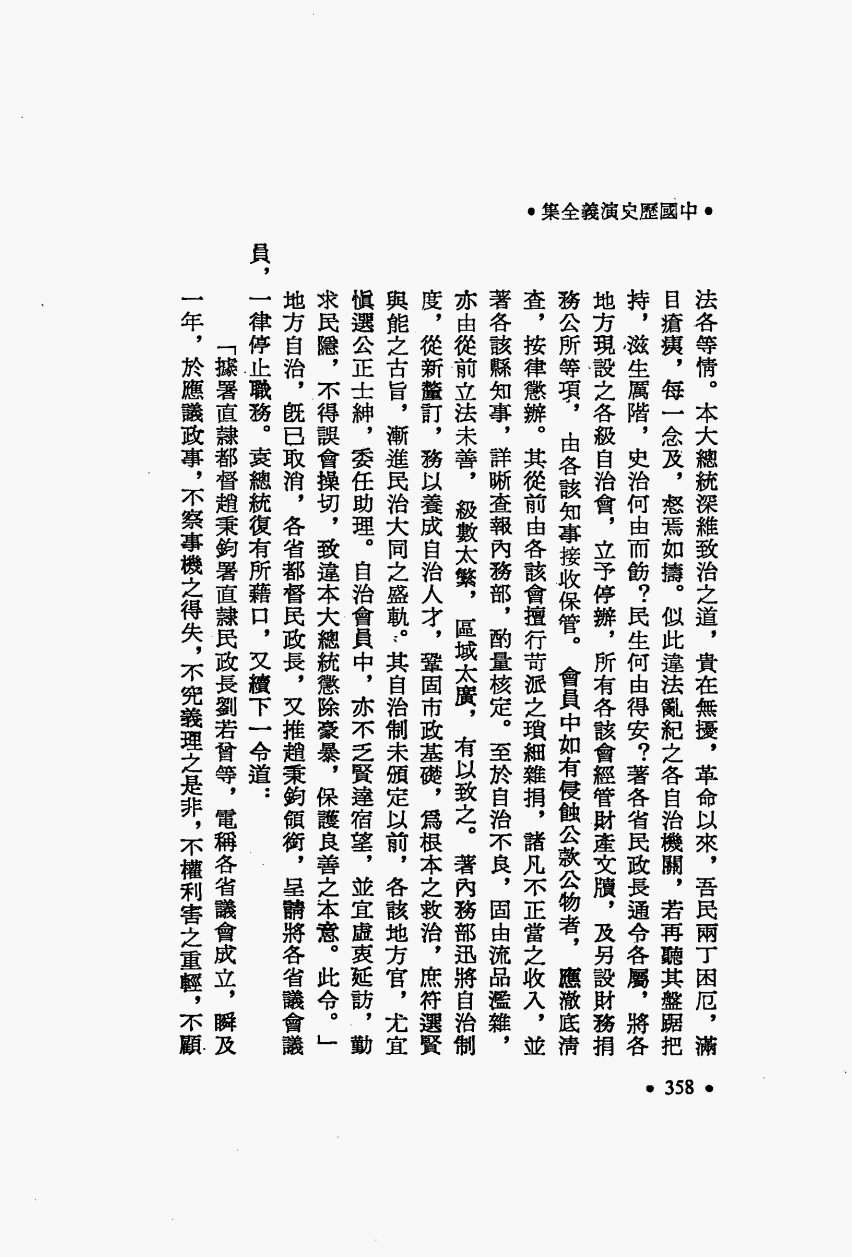 •中國歷史演義全集•
法各等情。本大總統深維致治之道，貴在無擾，革命以來，吾民兩丁困厄，滿
目瘡痍，每一念及，惄焉如擣。似此違法亂紀之各自治機關，若再聽其盤踞把
持，滋生厲階，史治何由而飭？民生何由得安？著各省民政長通令各屬，將各
地方現設之各級自治會，立予停辦，所有各該會經管財產文牘，及另設財務捐
務公所等項，由各該知事接收保管。會員中如有侵蝕公款公物者，應澈底清
查，按律懲辦。其從前由各該會擅行苛派之瑣細雜捐，諸凡不正當之收入，並
著各該縣知事，詳晰查報內務部，酌量核定。至於自治不良，固由流品濫雜，
亦由從前立法未善，級數太繁，區域太廣，有以致之。著內務部迅將自治制
度，從新釐訂，務以養成自治人才，鞏固市政基礎，爲根本之救治，庶符選賢
與能之古旨，漸進民治大同之盛軌。其自治制未頒定以前，各該地方官，尤宜
愼選公正士紳，委任助理。自治會員中，亦不乏賢達宿望，並宜虛衷延訪，勤
求民隱，不得誤會操切，致違本大總統懲除豪暴，保護良善之本意。此令。」
地方自治，旣已取消，各省都督民政長，又推趙秉鈞領銜，呈請將各省議會議
員，一律停止職務。袁總統復有所藉口，又續下一令道：
「據署直隸都督趙秉鈞署直隸民政長劉若曾等，電稱各省議會成立，瞬及
一年，於應議政事，不察事機之得失，不究義理之是非，不權利害之重輕，不顧
•358•